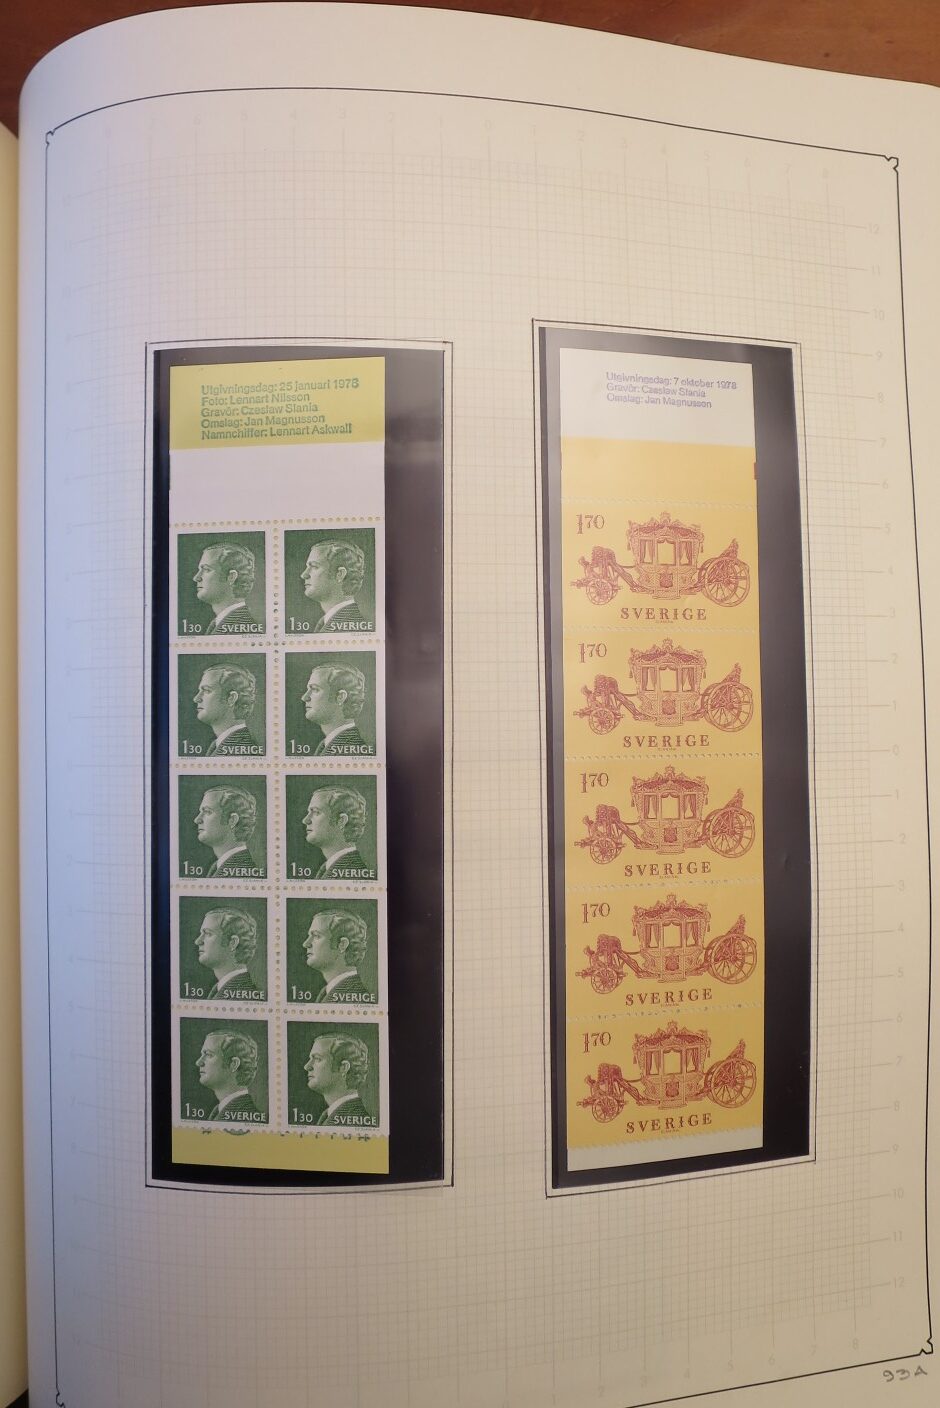 Utgivningsdag: 25 januari 1978
Foto: Lennart Nilsson
Gravör: Czeslaw Slania
Omslag: Jan Magnusson
Namnchiffer: Lennart Askwall
1 30 SVERIGE
1 30 SVERIGE
1 30 SVERIGE
1 30 SVERIGE
1 30 SVERIGE
1 30 SVERIGE
1 30 SVERIGE
1 30 SVERIGE
1 30 SVERIGE
1 30 SVERIGE
Utgivningsdag: 7 oktober 1978
Gravör: Czeslaw Slania
Omslag: Jan Magnusson
1 70
SVERIGE
1 70
SVERIGE
1 70
SVERIGE
1 70
SVERIGE
1 70
SVERIGE
93A